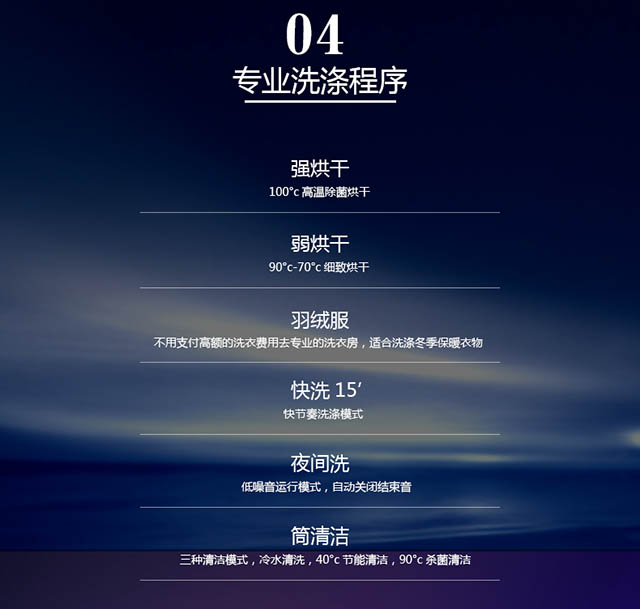 04
专业洗涤程序
强烘干
100°c 高温除菌烘干
弱烘干
90°c-70°c 细致烘干
羽绒服
不用支付高额的洗衣费用去专业的洗衣房，适合洗涤冬季保暖衣物
快洗 15′
快节奏洗涤模式
夜间洗
低噪音运行模式，自动关闭结束音
筒清洁
三种清洁模式，冷水清洗，40°c 节能清洁，90°c 杀菌清洁